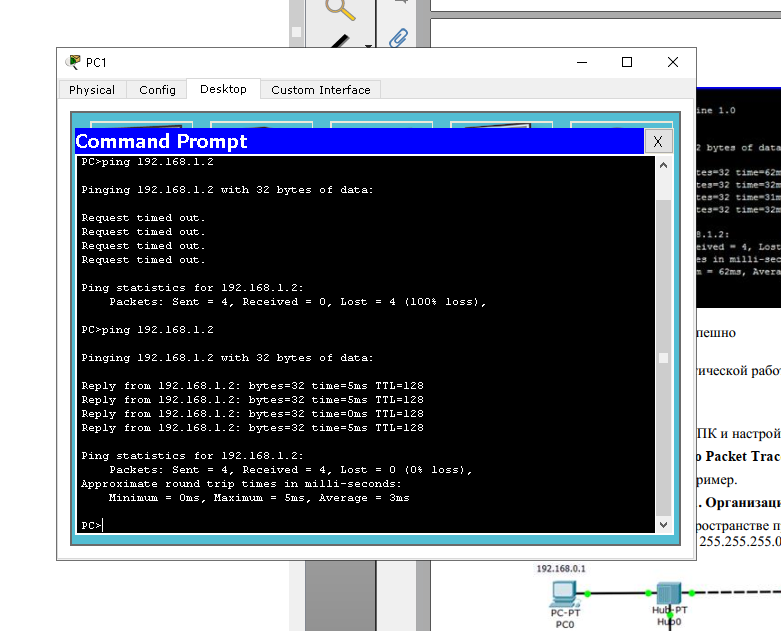 PC1
Physical Config Desktop Custom Interface
Command Prompt
X
PC>ping 192.168.1.2
Pinging 192.168.1.2 with 32 bytes of data:
Request timed out.
Request timed out.
Request timed out.
Request timed out.
Ping statistics for 192.168.1.2:
Packets: Sent = 4, Received = 0, Lost = 4 (100% loss),
PC>ping 192.168.1.2
Pinging 192.168.1.2 with 32 bytes of data:
Reply from 192.168.1.2: bytes=32 time=5ms TTL=128
Reply from 192.168.1.2: bytes=32 time=5ms TTL=128
Reply from 192.168.1.2: bytes=32 time=0ms TTL=128
Reply from 192.168.1.2: bytes=32 time=5ms TTL=128
Ping statistics for 192.168.1.2:
Packets: Sent = 4, Received = 4, Lost = 0 (0% loss),
Approximate round trip times in milli-seconds:
Minimum = 0ms, Maximum = 5ms, Average = 3ms
PC>
ine 1.0
2 bytes of data
tes=32 time=62m
tes=32 time=32m
tes=32 time=31m
tes=32 time=32m
8.1.2:
eived = 4, Lost
es in milli-sec
m = 62ms, Avera
пешно
ической рабо
ПК и настрой
о Packet Trac
ример.
. Организаци
ространстве п
255.255.255.0
192.168.0.1
PC-PT
PC0
Hub-PT
Hub0